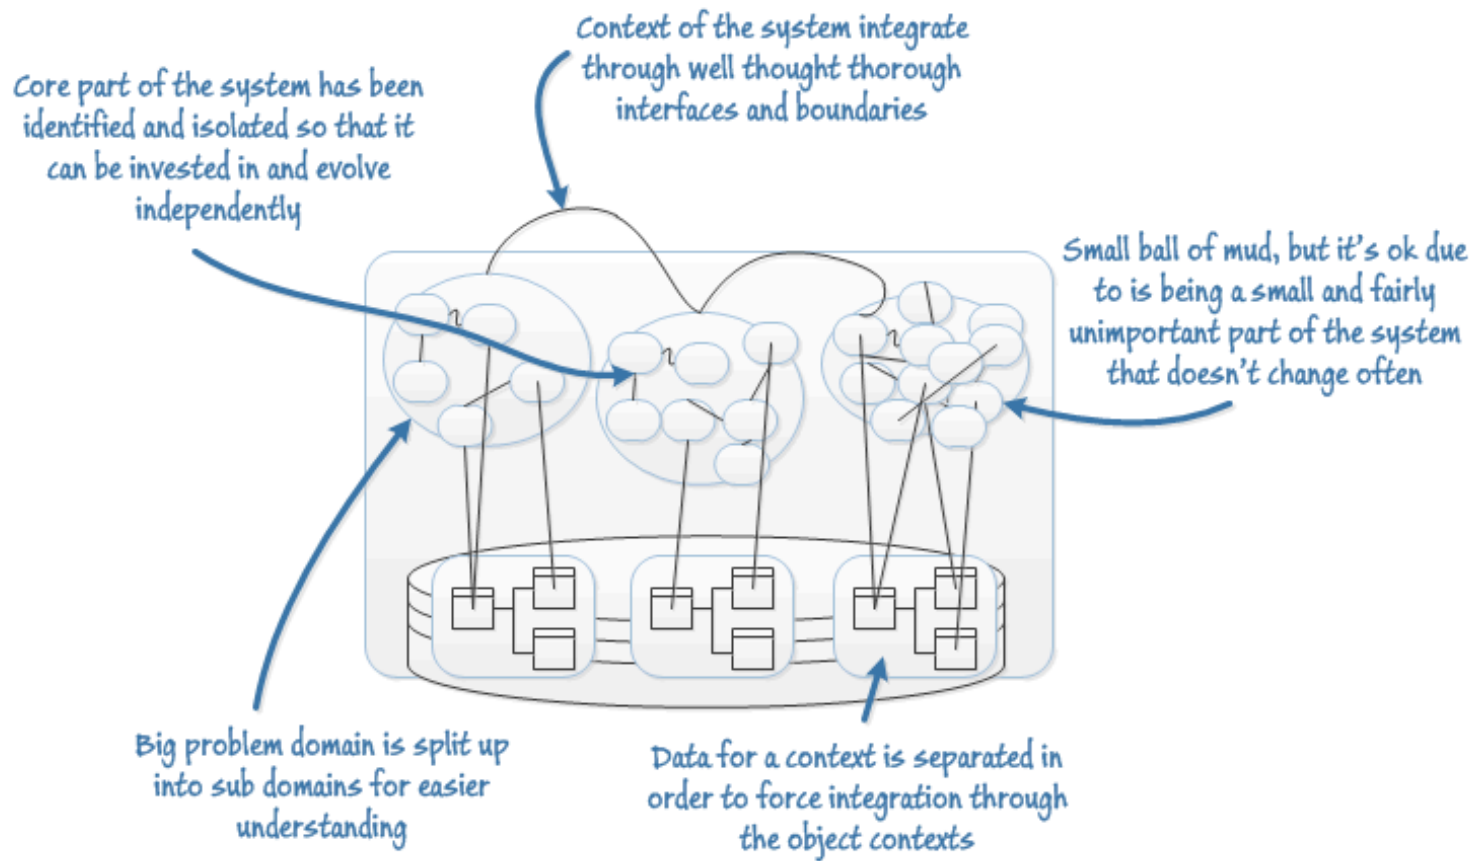 Context of the system integrate
through well thought thorough
interfaces and boundaries
Core part of the system has been
identified and isolated so that it
can be invested in and evolve
independently
Small ball of mud, but it's ok due
to is being a small and fairly
unimportant part of the system
that doesn't change often
Big problem domain is split up
into sub domains for easier
understanding
Data for a context is separated in
order to force integration through
the object contexts